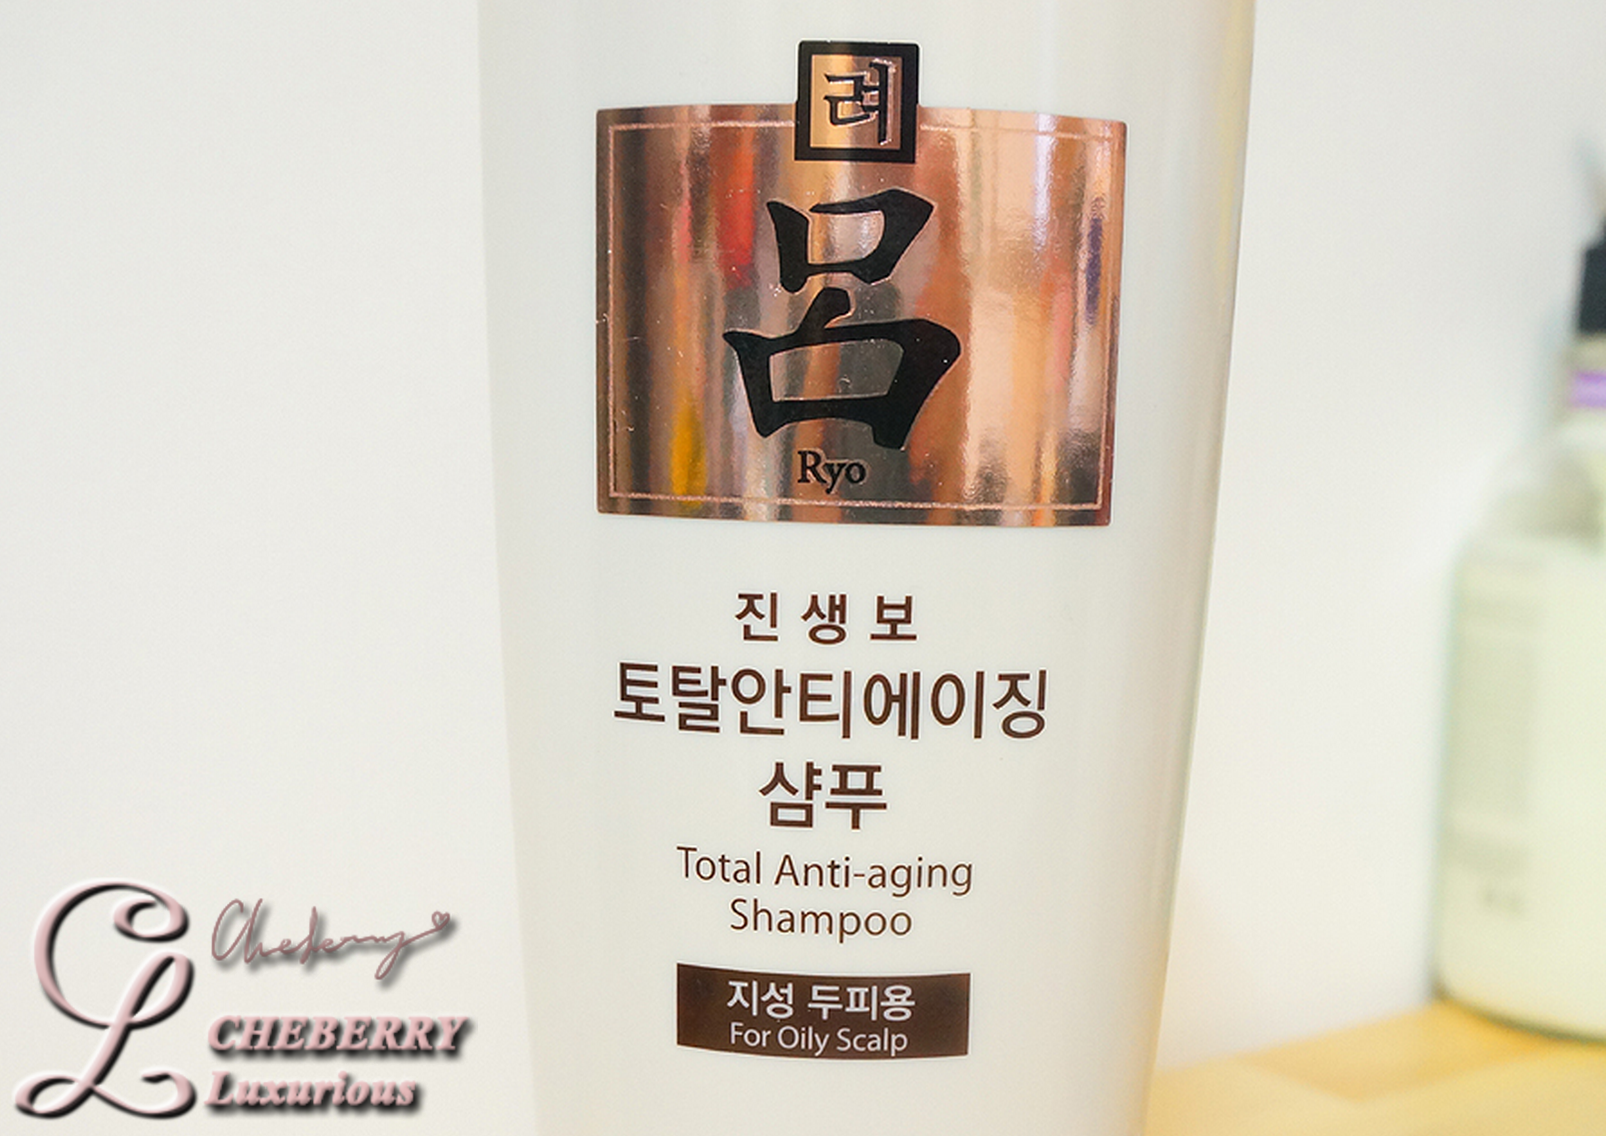 려
呂
Ryo
진생보
토탈안티에이징
샴푸
Total Anti-aging
Shampoo
지성 두피용
For Oily Scalp
Cheberry
CHEBERRY
Luxurious